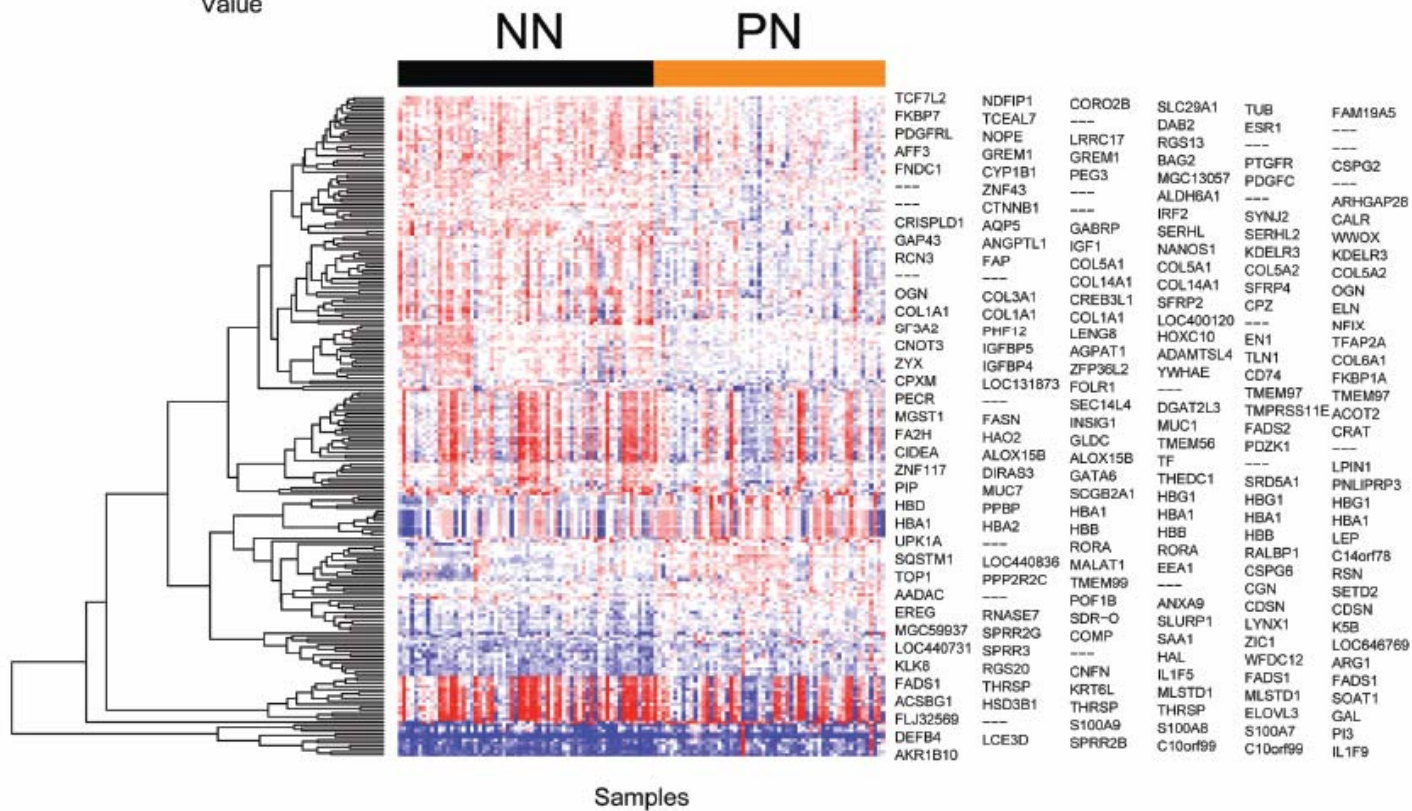 Value
NN PN
TCF7L2 NDFIP1 CORO2B SLC29A1 TUB FAM19A5
FKBP7 TCEAL7 --- DAB2 ESR1 ---
PDGFRL NOPE LRRC17 RGS13 --- ---
AFF3 GREM1 GREM1 BAG2 PTGFR CSPG2
FNDC1 CYP1B1 PEG3 MGC13057 PDGFC ---
--- ZNF43 --- ALDH6A1 --- ARHGAP28
--- CTNNB1 --- IRF2 SYNJ2 CALR
CRISPLD1 AQP5 GABRP SERHL SERHL2 WWOX
GAP43 ANGPTL1 IGF1 NANOS1 KDELR3 KDELR3
RCN3 FAP COL5A1 COL5A1 COL5A2 COL5A2
--- --- COL14A1 COL14A1 SFRP4 OGN
OGN COL3A1 CREB3L1 SFRP2 CPZ ELN
COL1A1 COL1A1 COL1A1 LOC400120 --- NFIX
SF3A2 PHF12 LENG8 HOXC10 EN1 TFAP2A
CNOT3 IGFBP5 AGPAT1 ADAMTSL4 TLN1 COL6A1
ZYX IGFBP4 ZFP36L2 YWHAE CD74 FKBP1A
CPXM LOC131873 FOLR1 --- TMEM97 TMEM97
PECR --- SEC14L4 DGAT2L3 TMPRSS11E ACOT2
MGST1 FASN INSIG1 MUC1 FADS2 CRAT
FA2H HAO2 GLDC TMEM56 PDZK1 ---
CIDEA ALOX15B ALOX15B TF --- LPIN1
ZNF117 DIRAS3 GATA6 THEDC1 SRD5A1 PNLIPRP3
PIP MUC7 SCGB2A1 HBG1 HBG1 HBG1
HBD PPBP HBA1 HBA1 HBA1 HBA1
HBA1 HBA2 HBB HBB HBB LEP
UPK1A --- RORA RORA RALBP1 C14orf78
SQSTM1 LOC440836 MALAT1 EEA1 CSPG6 RSN
TOP1 PPP2R2C TMEM99 --- CGN SETD2
AADAC --- POF1B ANXA9 CDSN CDSN
EREG RNASE7 SDR-O SLURP1 LYNX1 K5B
MGC59937 SPRR2G COMP SAA1 ZIC1 LOC646769
LOC440731 SPRR3 --- HAL WFDC12 ARG1
KLK6 RGS20 CNFN IL1F5 FADS1 FADS1
FADS1 THRSP KRT6L MLSTD1 MLSTD1 SOAT1
ACSBG1 HSD3B1 THRSP THRSP ELOVL3 GAL
FLJ32569 --- S100A9 S100A8 S100A7 PI3
DEFB4 LCE3D SPRR2B C10orf99 C10orf99 IL1F9
AKR1B10
Samples